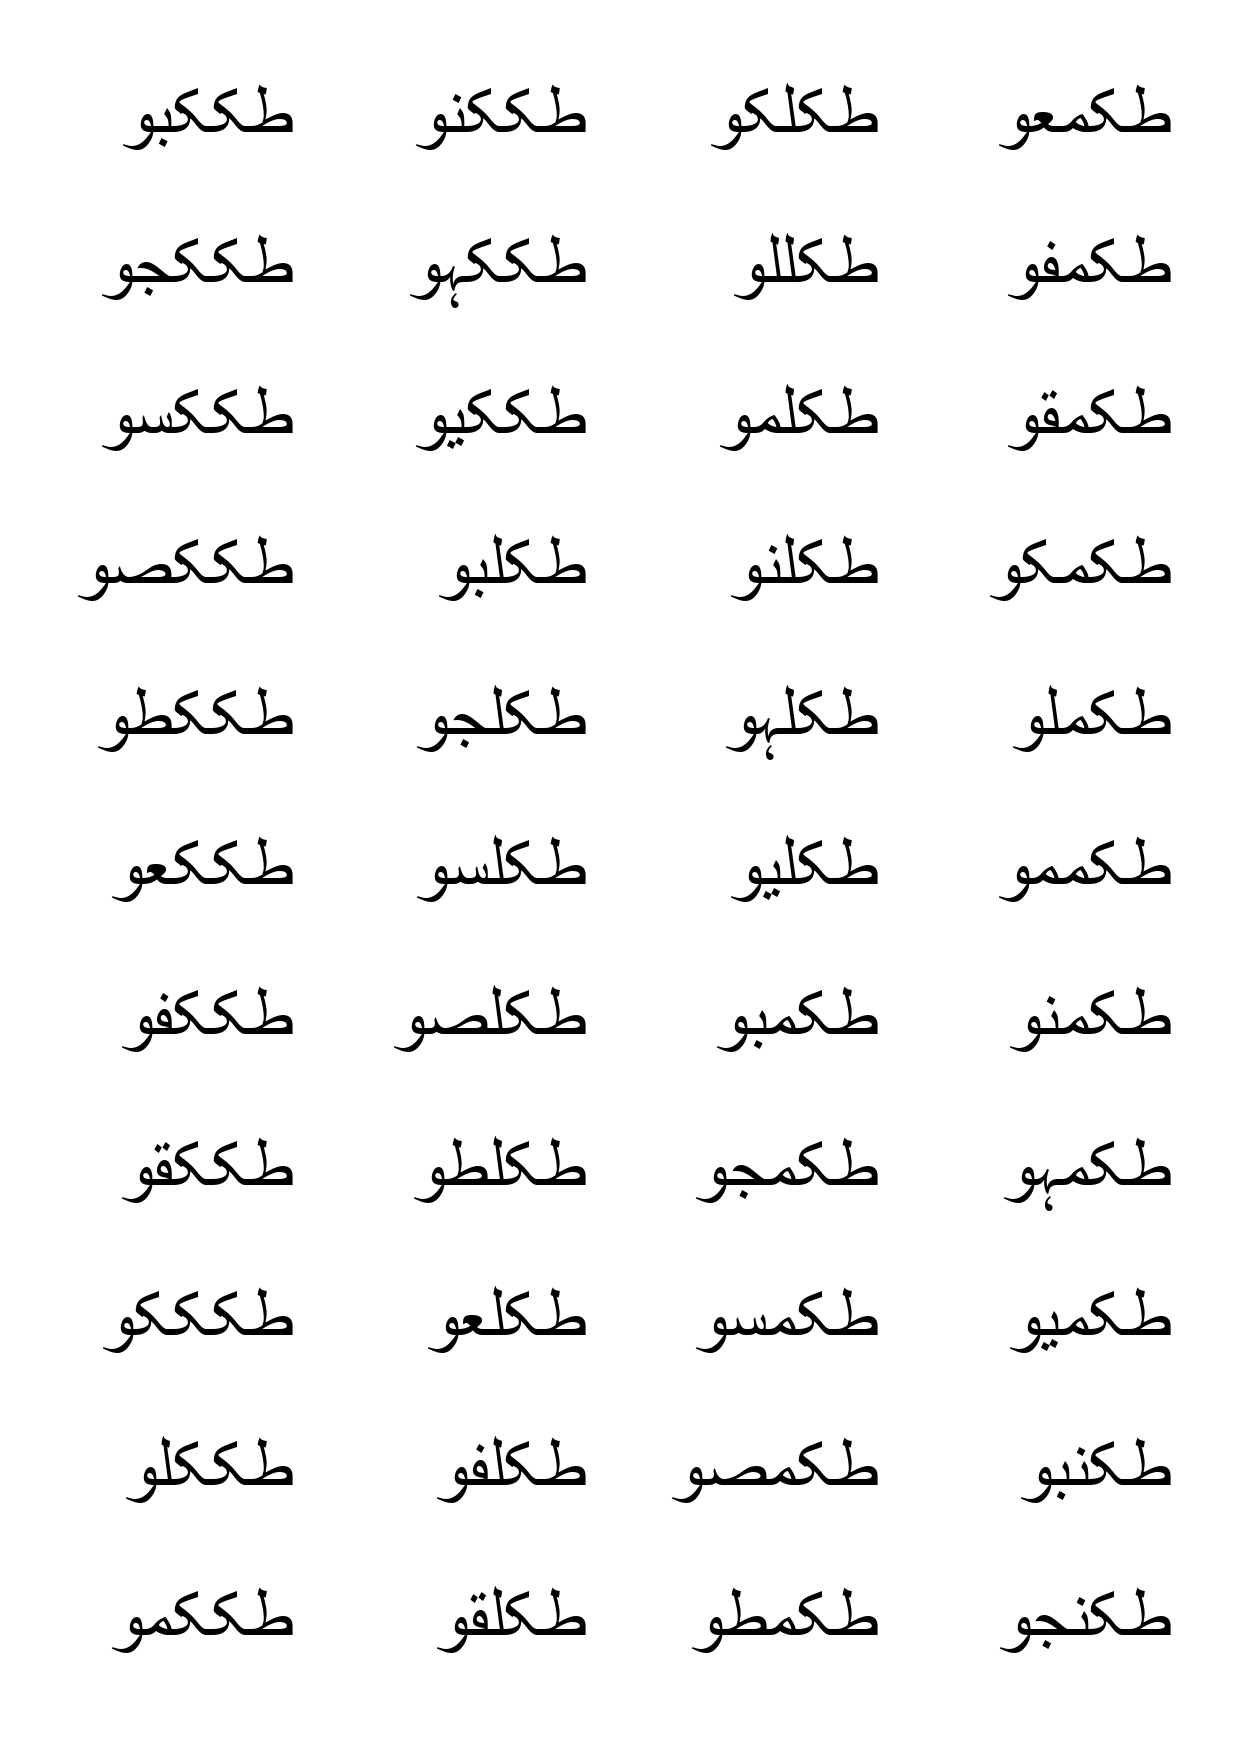 طکمعو طکلکو طککنو طککبو
طکمفو طکللو طککہو طککجو
طکمقو طکلمو طککیو طککسو
طکمکو طکلنو طکلبو طککصو
طکملو طکلہو طکلجو طککطو
طکممو طکلیو طکلسو طککعو
طکمنو طکمبو طکلصو طککفو
طکمہو طکمجو طکلطو طککقو
طکمیو طکمسو طکلعو طکککو
طکنبو طکمصو طکلفو طککلو
طکنجو طکمطو طکلقو طککمو